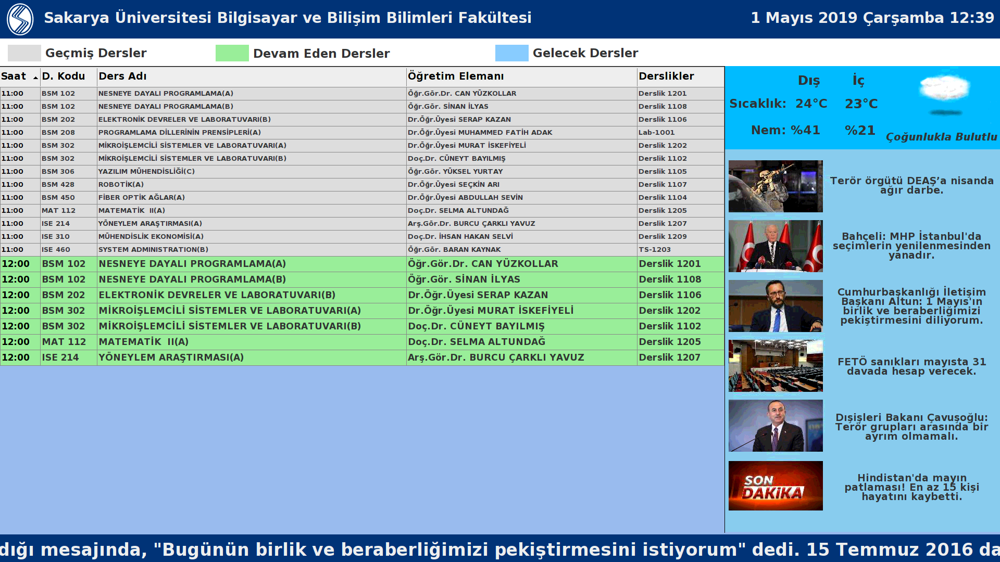 Sakarya Üniversitesi Bilgisayar ve Bilişim Bilimleri Fakültesi 1 Mayıs 2019 Çarşamba 12:39
Geçmiş Dersler Devam Eden Dersler Gelecek Dersler
Saat D. Kodu Ders Adı Öğretim Elemanı Derslikler
11:00 BSM 102 NESNEYE DAYALI PROGRAMLAMA(A) Öğr.Gör.Dr. CAN YÜZKOLLAR Derslik 1201
11:00 BSM 102 NESNEYE DAYALI PROGRAMLAMA(B) Öğr.Gör. SİNAN İLYAS Derslik 1108
11:00 BSM 202 ELEKTRONİK DEVRELER VE LABORATUVARI(B) Dr.Öğr.Üyesi SERAP KAZAN Derslik 1106
11:00 BSM 208 PROGRAMLAMA DİLLERİNİN PRENSİPLERİ(A) Dr.Öğr.Üyesi MUHAMMED FATİH ADAK Lab-1001
11:00 BSM 302 MİKROİŞLEMCİLİ SİSTEMLER VE LABORATUVARI(A) Dr.Öğr.Üyesi MURAT İSKEFİYELİ Derslik 1202
11:00 BSM 302 MİKROİŞLEMCİLİ SİSTEMLER VE LABORATUVARI(B) Doç.Dr. CÜNEYT BAYILMIŞ Derslik 1102
11:00 BSM 306 YAZILIM MÜHENDİSLİĞİ(C) Öğr.Gör. YÜKSEL YURTAY Derslik 1105
11:00 BSM 428 ROBOTİK(A) Dr.Öğr.Üyesi SEÇKİN ARI Derslik 1107
11:00 BSM 450 FİBER OPTİK AĞLAR(A) Dr.Öğr.Üyesi ABDULLAH SEVİN Derslik 1104
11:00 MAT 112 MATEMATİK  II(A) Doç.Dr. SELMA ALTUNDAĞ Derslik 1205
11:00 ISE 214 YÖNEYLEM ARAŞTIRMASI(A) Arş.Gör.Dr. BURCU ÇARKLI YAVUZ Derslik 1207
11:00 ISE 310 MÜHENDİSLİK EKONOMİSİ(A) Doç.Dr. İHSAN HAKAN SELVİ Derslik 1209
11:00 ISE 460 SYSTEM ADMINISTRATION(B) Öğr.Gör. BARAN KAYNAK TS-1203
12:00 BSM 102 NESNEYE DAYALI PROGRAMLAMA(A) Öğr.Gör.Dr. CAN YÜZKOLLAR Derslik 1201
12:00 BSM 102 NESNEYE DAYALI PROGRAMLAMA(B) Öğr.Gör. SİNAN İLYAS Derslik 1108
12:00 BSM 202 ELEKTRONİK DEVRELER VE LABORATUVARI(B) Dr.Öğr.Üyesi SERAP KAZAN Derslik 1106
12:00 BSM 302 MİKROİŞLEMCİLİ SİSTEMLER VE LABORATUVARI(A) Dr.Öğr.Üyesi MURAT İSKEFİYELİ Derslik 1202
12:00 BSM 302 MİKROİŞLEMCİLİ SİSTEMLER VE LABORATUVARI(B) Doç.Dr. CÜNEYT BAYILMIŞ Derslik 1102
12:00 MAT 112 MATEMATİK  II(A) Doç.Dr. SELMA ALTUNDAĞ Derslik 1205
12:00 ISE 214 YÖNEYLEM ARAŞTIRMASI(A) Arş.Gör.Dr. BURCU ÇARKLI YAVUZ Derslik 1207
Dış İç
Sıcaklık: 24°C 23°C
Nem: %41 %21
Çoğunlukla Bulutlu
Terör örgütü DEAŞ’a nisanda
ağır darbe.
Bahçeli: MHP İstanbul'da
seçimlerin yenilenmesinden
yanadır.
Cumhurbaşkanlığı İletişim
Başkanı Altun: 1 Mayıs'ın
birlik ve beraberliğimizi
pekiştirmesini diliyorum.
FETÖ sanıkları mayısta 31
davada hesap verecek.
Dışişleri Bakanı Çavuşoğlu:
Terör grupları arasında bir
ayrım olmamalı.
SON
DAKİKA
Hindistan'da mayın
patlaması! En az 15 kişi
hayatını kaybetti.
dığı mesajında, "Bugünün birlik ve beraberliğimizi pekiştirmesini istiyorum" dedi. 15 Temmuz 2016 da